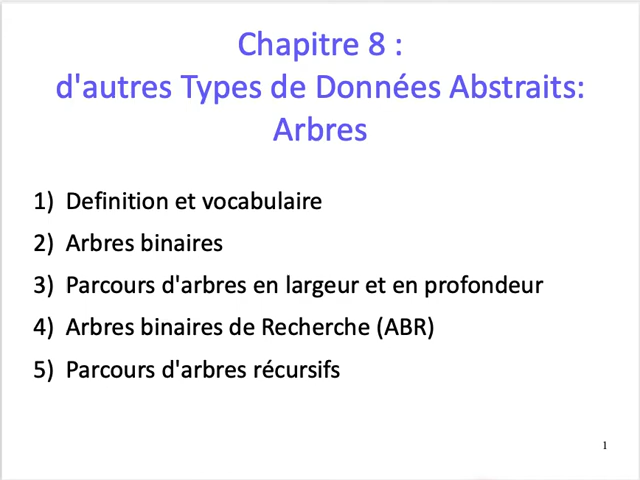 Chapitre 8 :
d'autres Types de Données Abstraits:
Arbres
1) Definition et vocabulaire
2) Arbres binaires
3) Parcours d'arbres en largeur et en profondeur
4) Arbres binaires de Recherche (ABR)
5) Parcours d'arbres récursifs
1